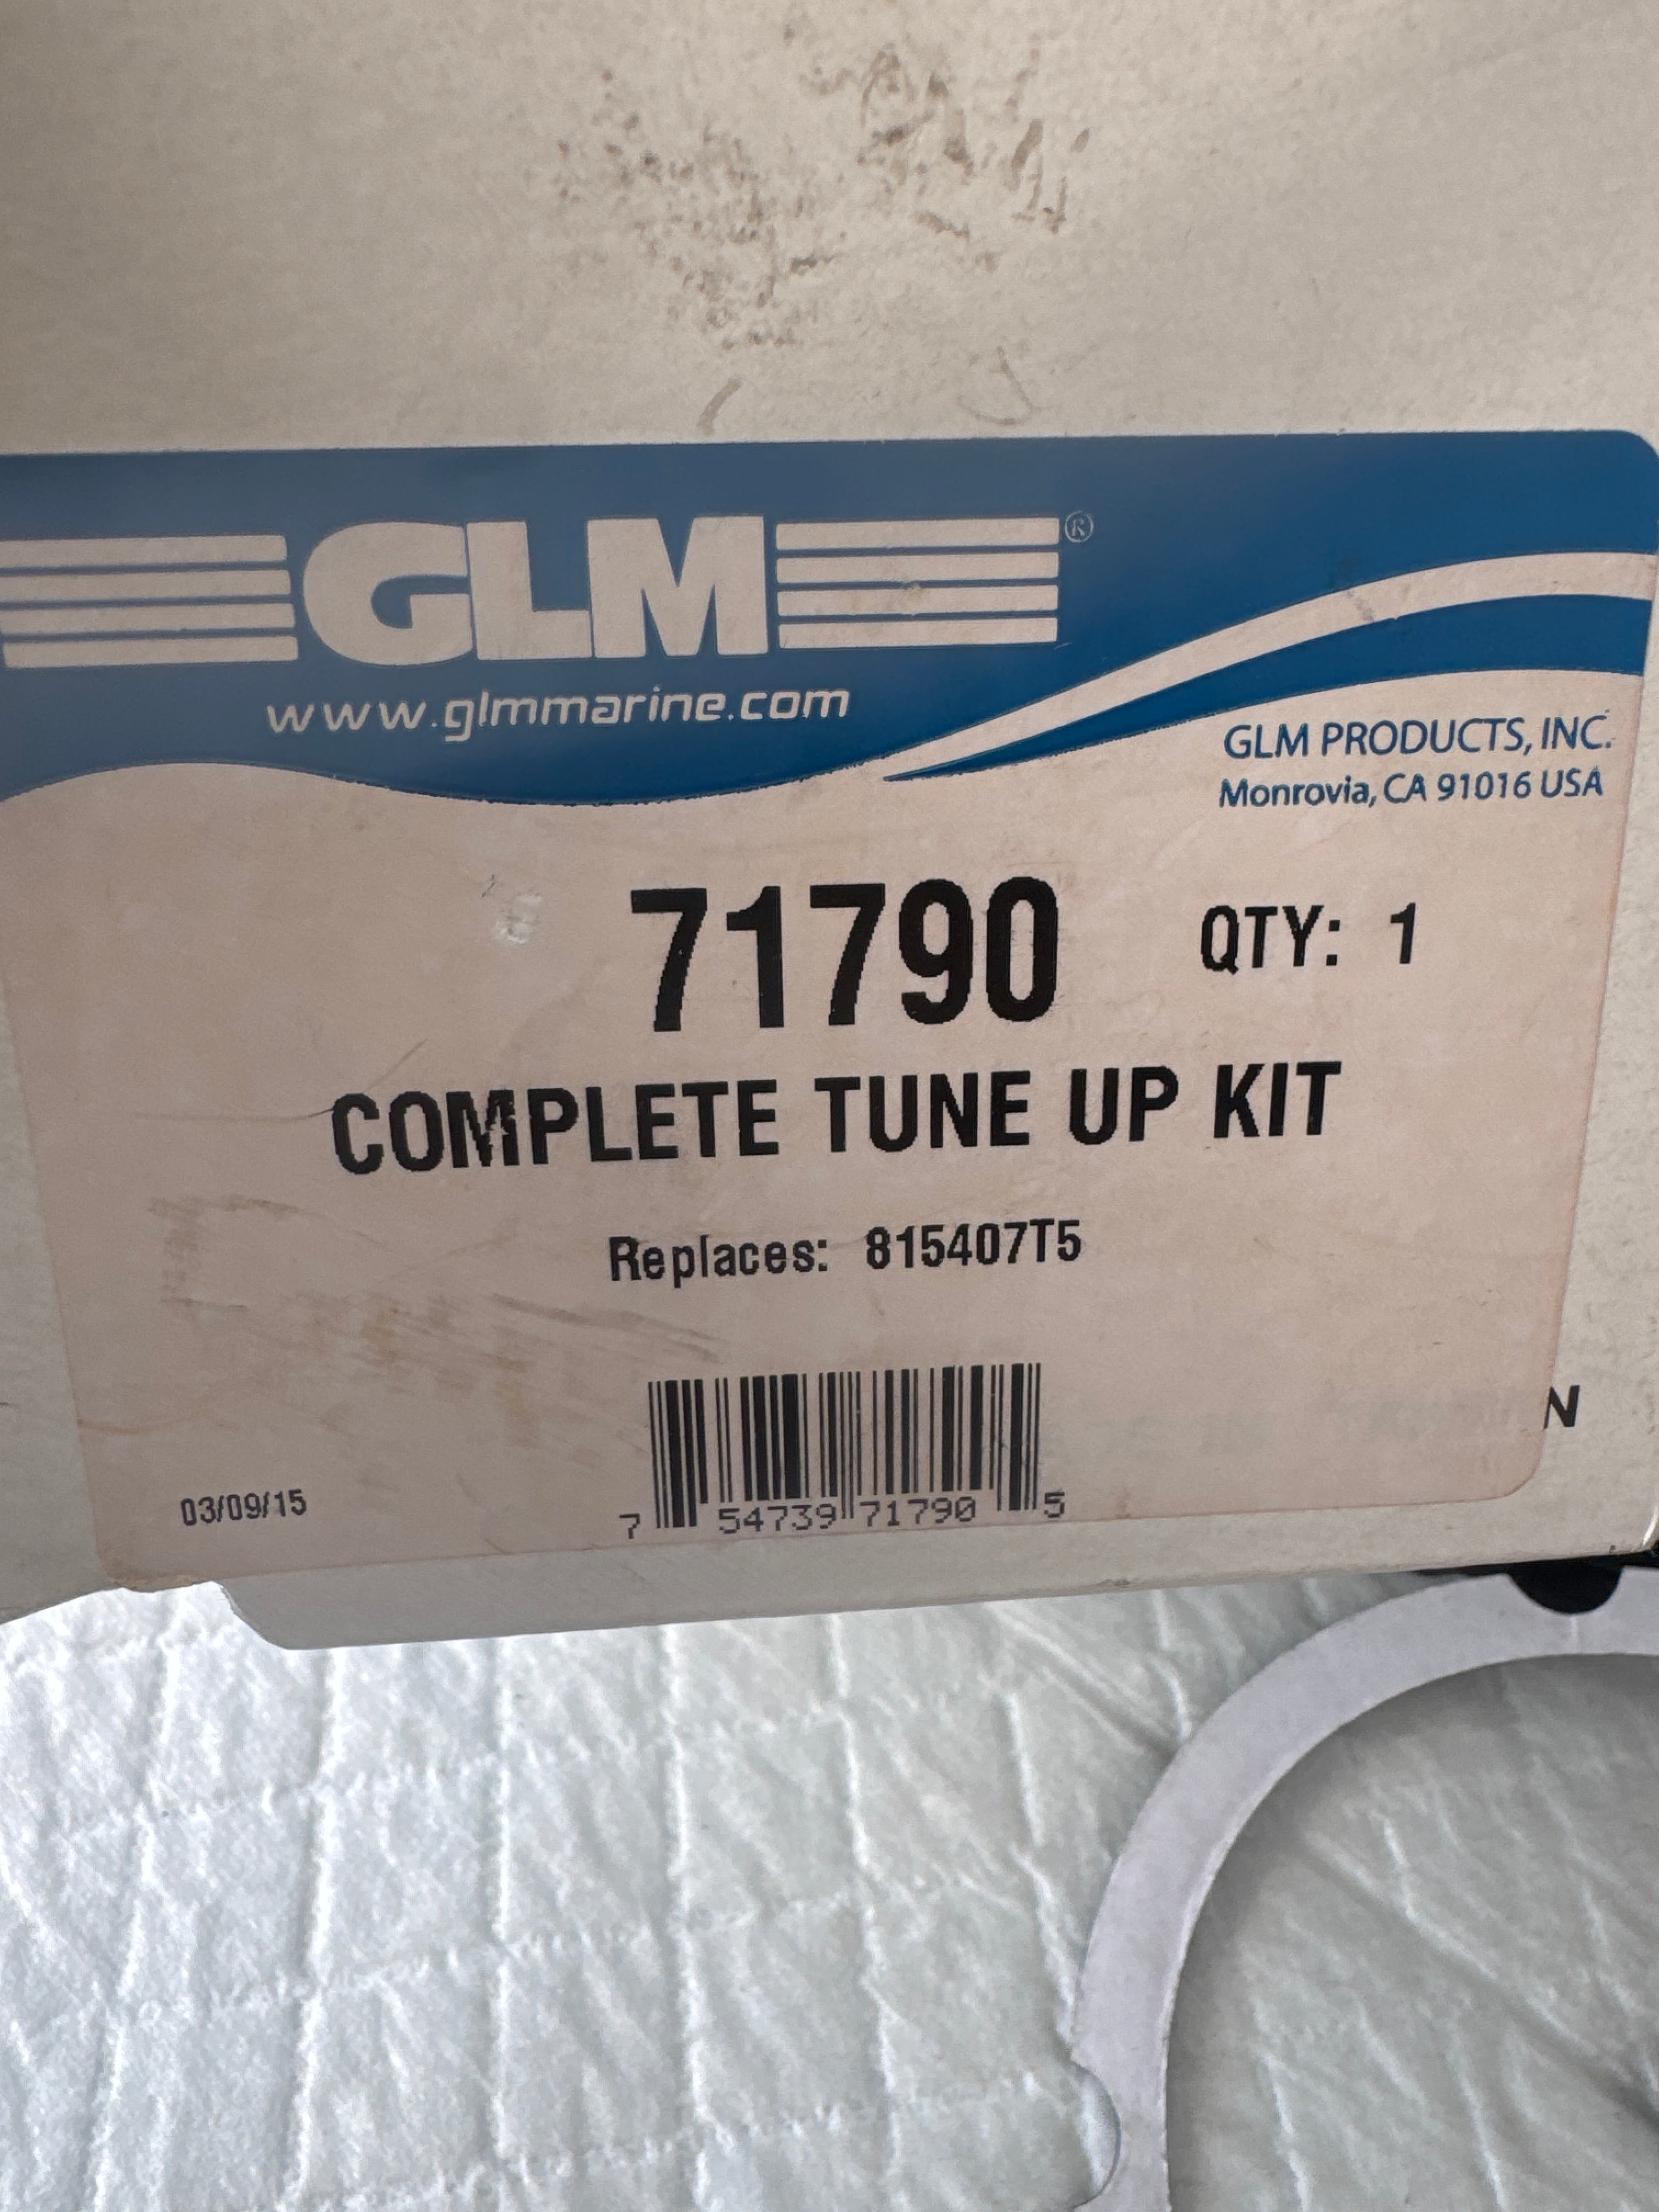 GLM®
www.glmmarine.com
GLM PRODUCTS, INC.
Monrovia, CA 91016 USA
71790 QTY: 1
COMPLETE TUNE UP KIT
Replaces: 815407T5
N
03/09/15
7 54739 71790 5